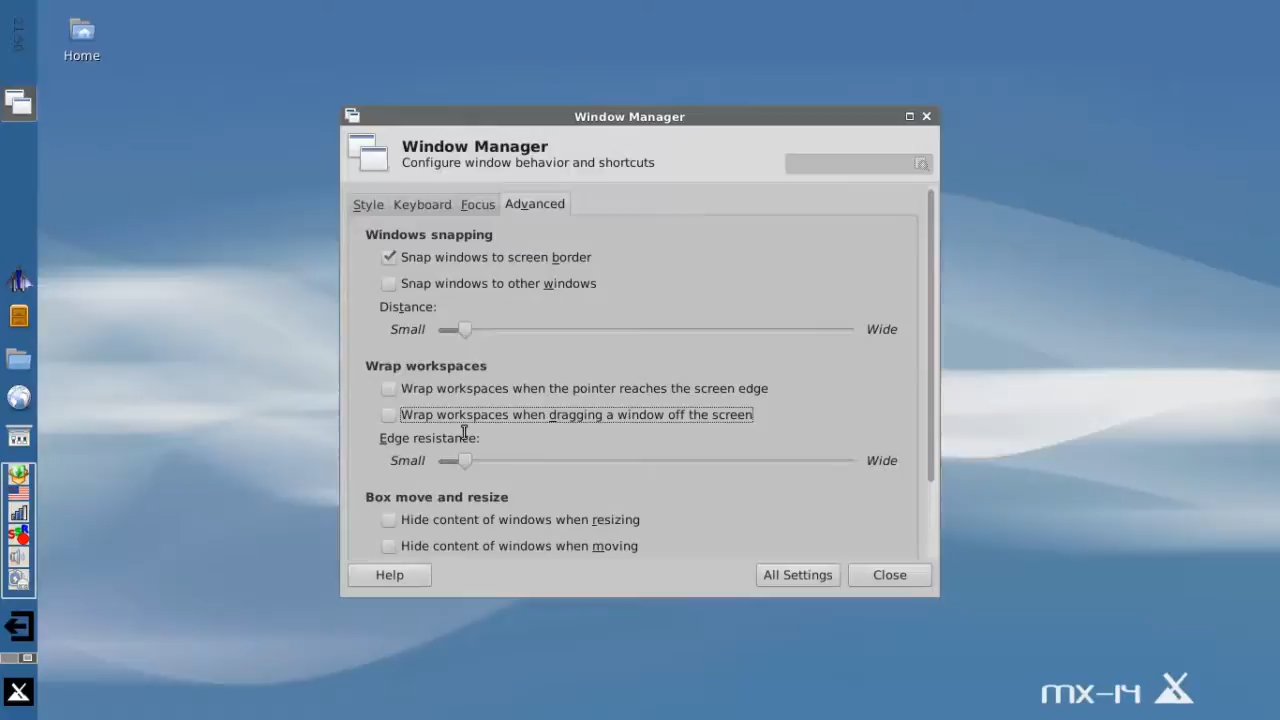 21:50
Home
Window Manager
Window Manager
Configure window behavior and shortcuts
Style Keyboard Focus Advanced
Windows snapping
Snap windows to screen border
Snap windows to other windows
Distance:
Small Wide
Wrap workspaces
Wrap workspaces when the pointer reaches the screen edge
Wrap workspaces when dragging a window off the screen
Edge resistance:
Small Wide
Box move and resize
Hide content of windows when resizing
Hide content of windows when moving
Help All Settings Close
mx-14